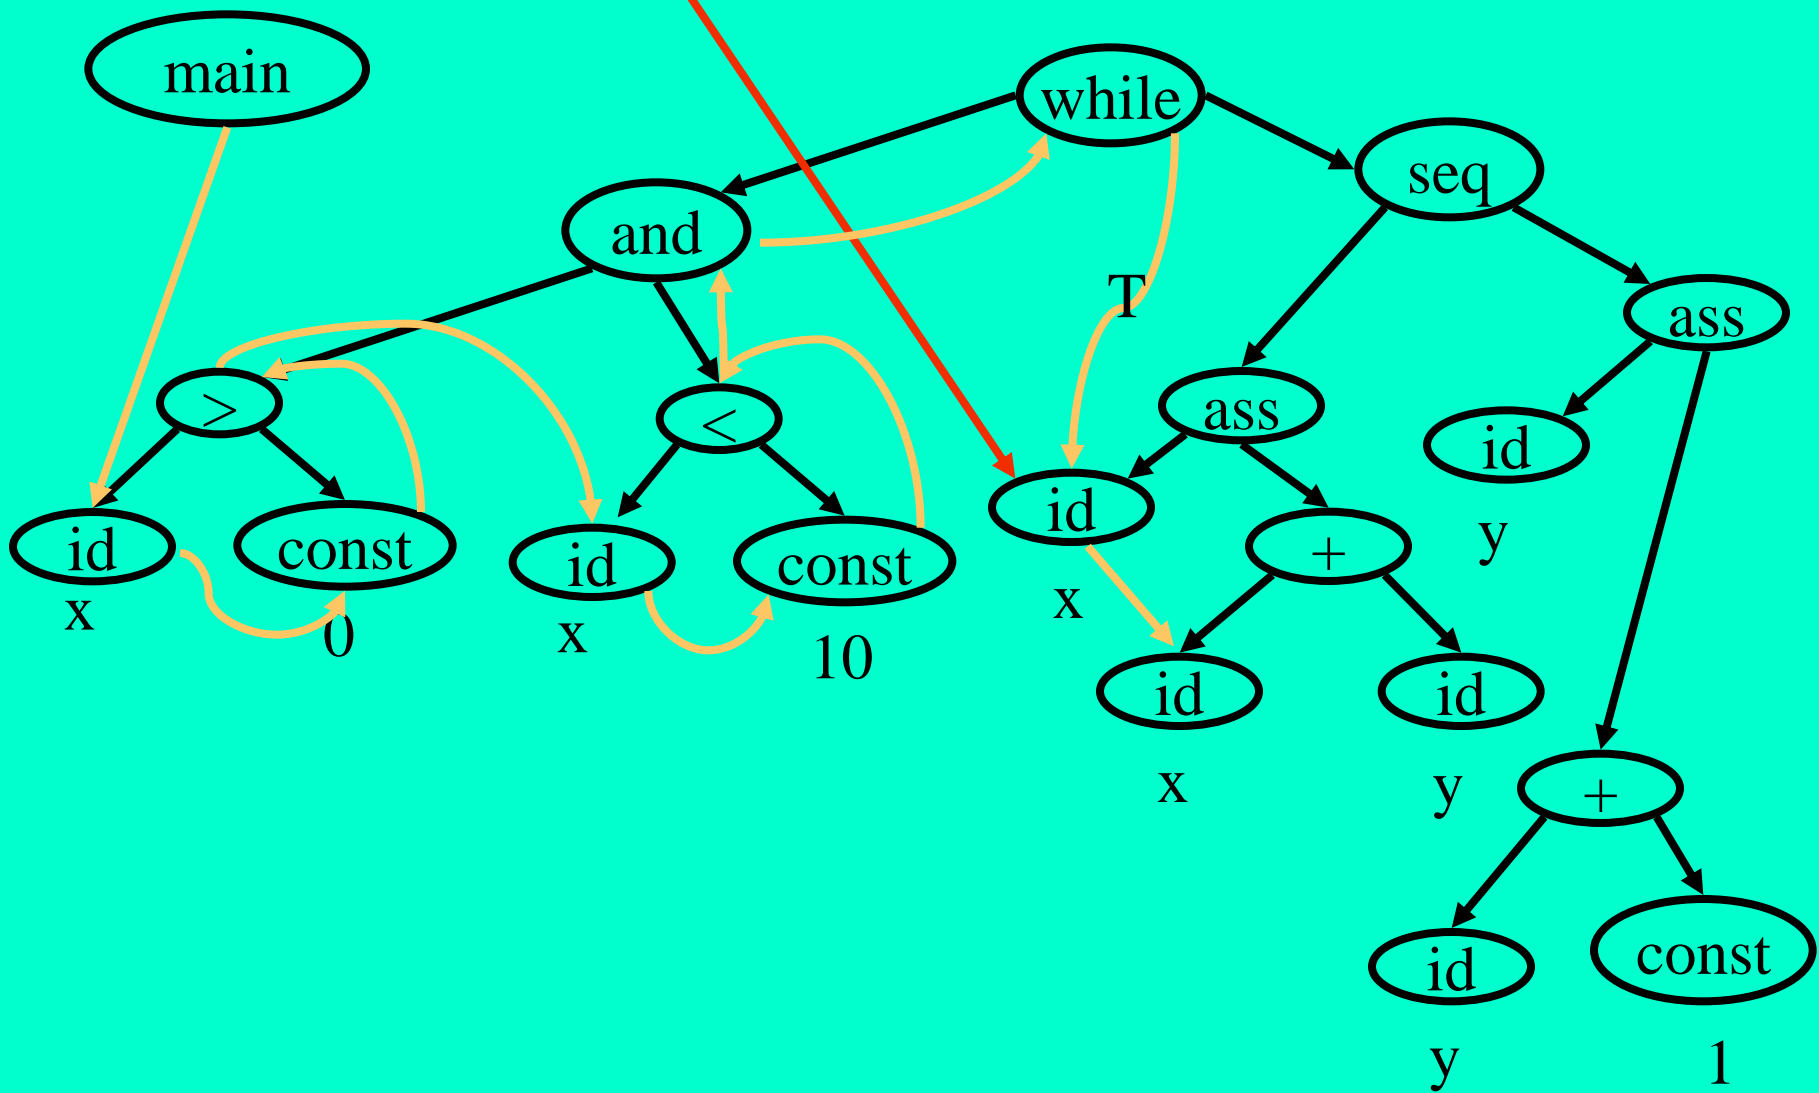 main
while
seq
and
T
ass
>
<
ass
id
id
const
id
const
id
+
y
x
0
x
10
x
id
id
x
y
+
id
const
y
1